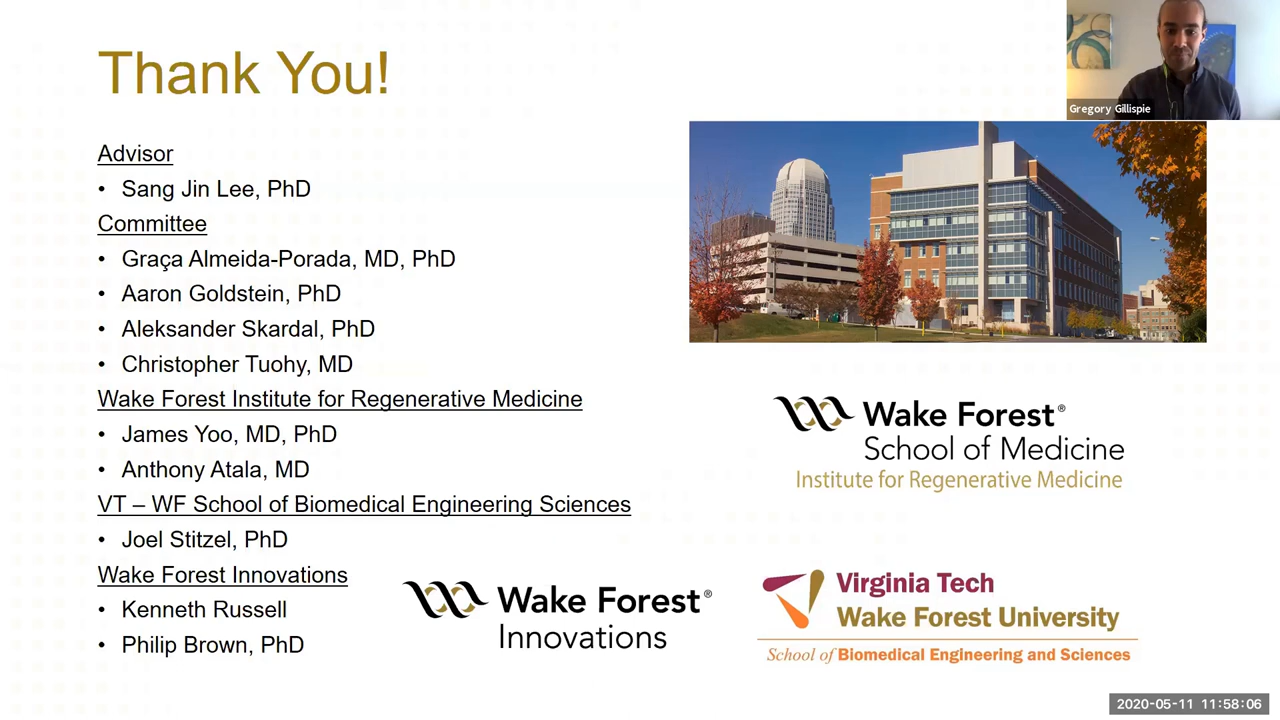 Thank You!
Gregory Gillispie
Advisor
• Sang Jin Lee, PhD
Committee
• Graça Almeida-Porada, MD, PhD
• Aaron Goldstein, PhD
• Aleksander Skardal, PhD
• Christopher Tuohy, MD
Wake Forest Institute for Regenerative Medicine
• James Yoo, MD, PhD
• Anthony Atala, MD
VT – WF School of Biomedical Engineering Sciences
• Joel Stitzel, PhD
Wake Forest Innovations
• Kenneth Russell
• Philip Brown, PhD
Wake Forest®
School of Medicine
Institute for Regenerative Medicine
Wake Forest®
Innovations
Virginia Tech
Wake Forest University
School of Biomedical Engineering and Sciences
2020-05-11 11:58:06